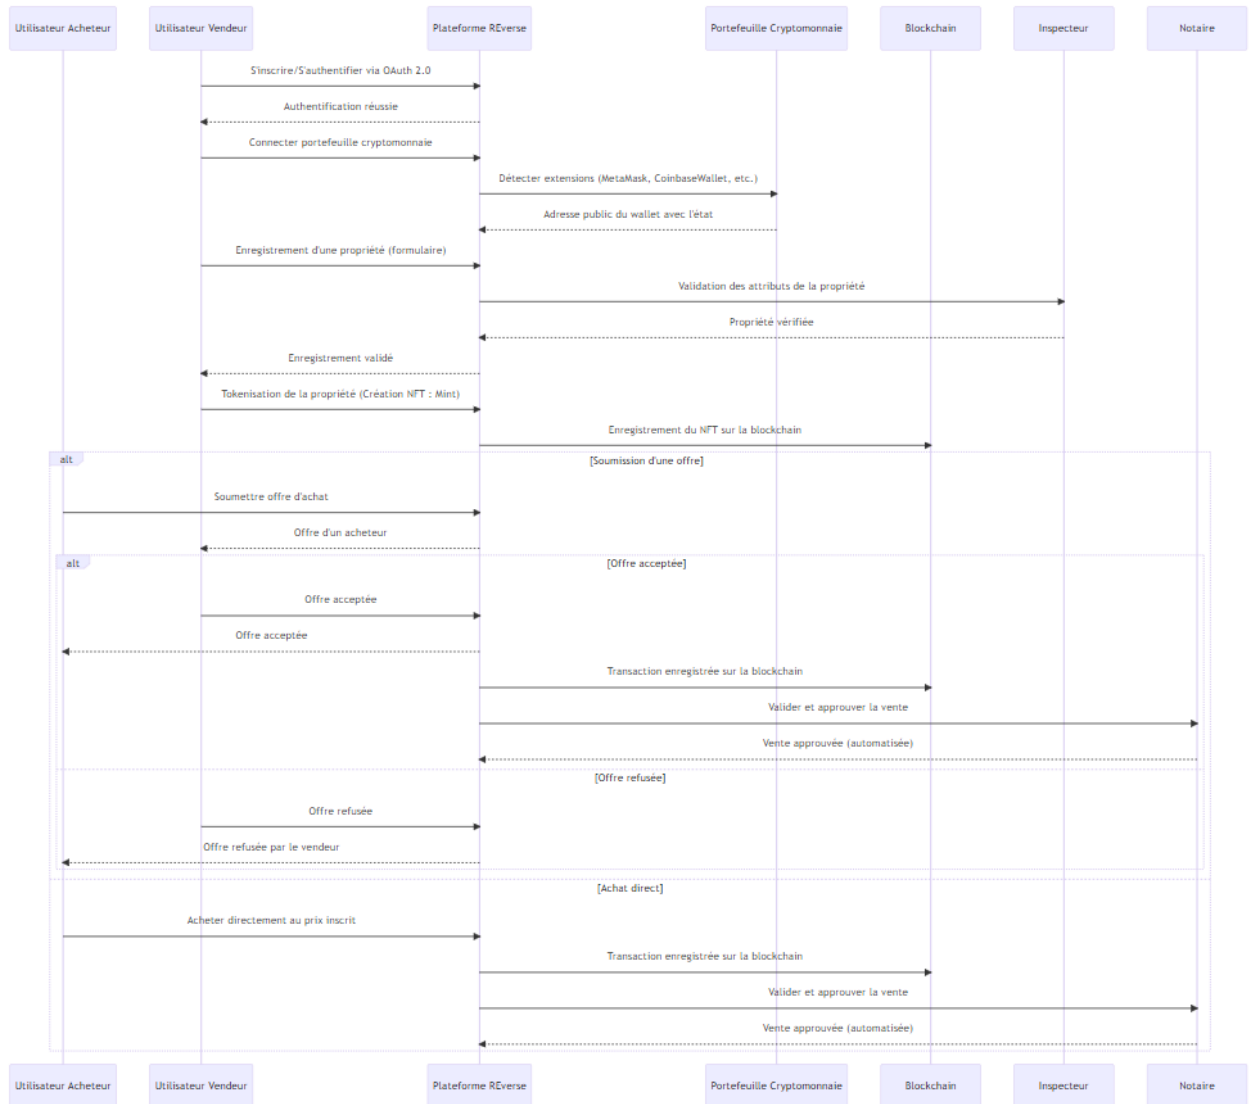 Utilisateur Acheteur
Utilisateur Vendeur
Plateforme REverse
Portefeuille Cryptomonnaie
Blockchain
Inspecteur
Notaire
S'inscrire/S'authentifier via OAuth 2.0
Authentification réussie
Connecter portefeuille cryptomonnaie
Détecter extensions (MetaMask, CoinbaseWallet, etc.)
Adresse public du wallet avec l'état
Enregistrement d'une propriété (formulaire)
Validation des attributs de la propriété
Propriété vérifiée
Enregistrement validé
Tokenisation de la propriété (Création NFT : Mint)
Enregistrement du NFT sur la blockchain
alt
[Soumission d'une offre]
Soumettre offre d'achat
Offre d'un acheteur
alt
[Offre acceptée]
Offre acceptée
Offre acceptée
Transaction enregistrée sur la blockchain
Valider et approuver la vente
Vente approuvée (automatisée)
[Offre refusée]
Offre refusée
Offre refusée par le vendeur
[Achat direct]
Acheter directement au prix inscrit
Transaction enregistrée sur la blockchain
Valider et approuver la vente
Vente approuvée (automatisée)
Utilisateur Acheteur
Utilisateur Vendeur
Plateforme REverse
Portefeuille Cryptomonnaie
Blockchain
Inspecteur
Notaire